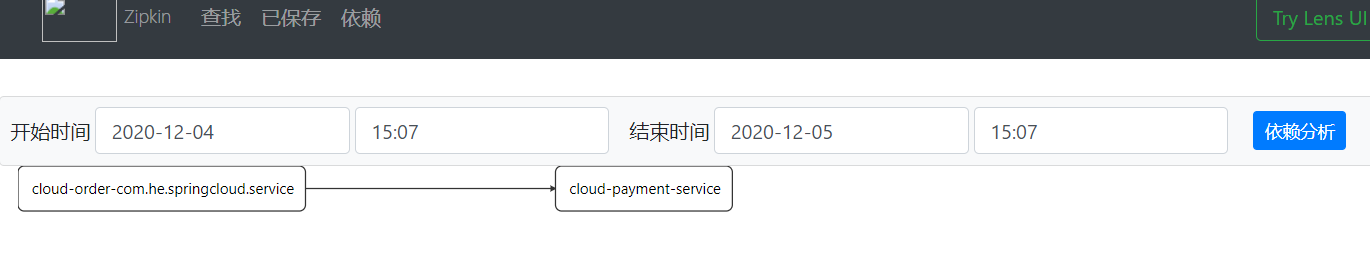 Zipkin 查找 已保存 依赖 Try Lens UI
开始时间 2020-12-04 15:07 结束时间 2020-12-05 15:07 依赖分析
cloud-order-com.he.springcloud.service cloud-payment-service